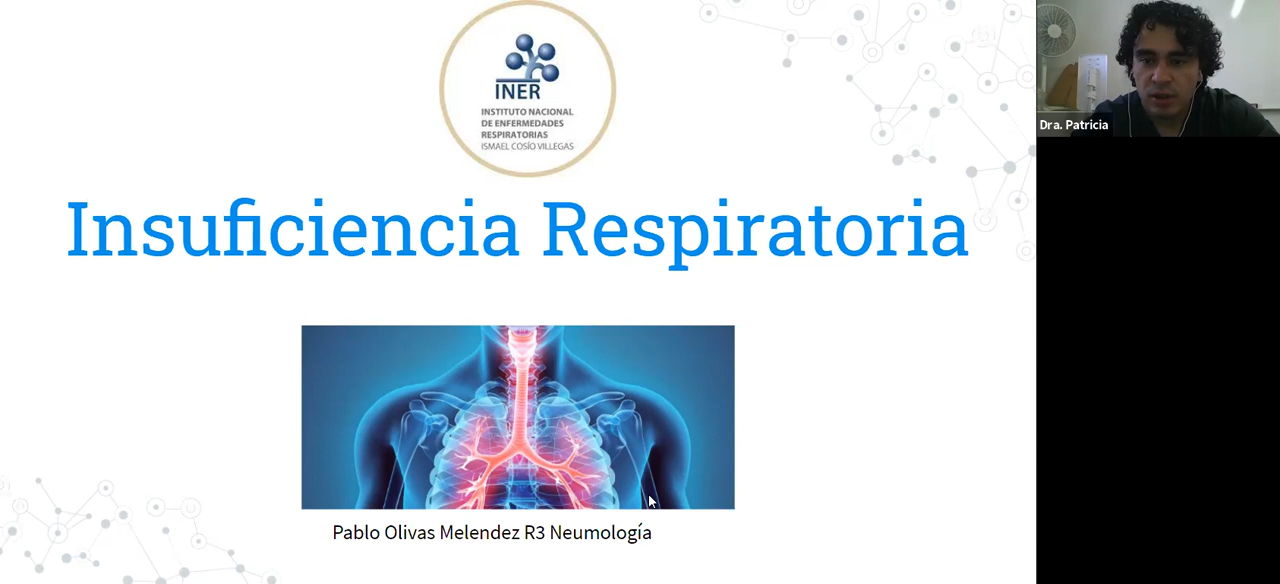 INER
INSTITUTO NACIONAL
DE ENFERMEDADES
RESPIRATORIAS
ISMAEL COSÍO VILLEGAS
Insuficiencia Respiratoria
Pablo Olivas Melendez R3 Neumología
Dra. Patricia